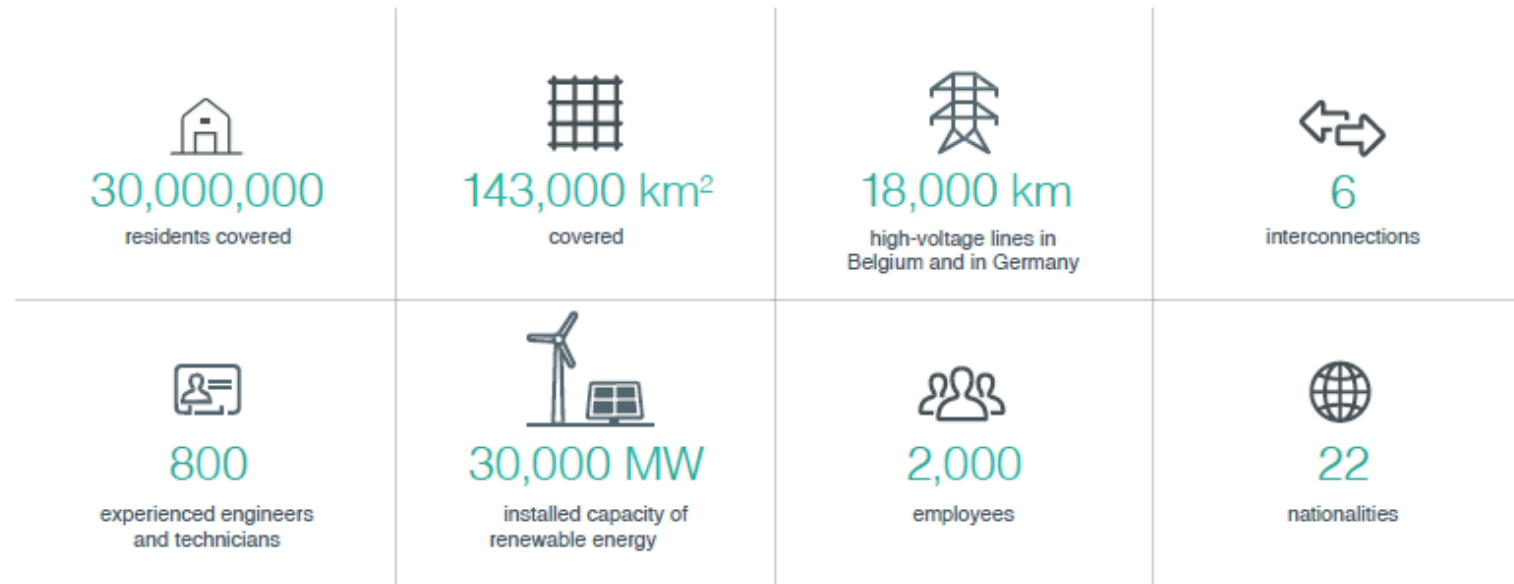 30,000,000
residents covered
143,000 km²
covered
18,000 km
high-voltage lines in
Belgium and in Germany
6
interconnections
800
experienced engineers
and technicians
30,000 MW
installed capacity of
renewable energy
2,000
employees
22
nationalities